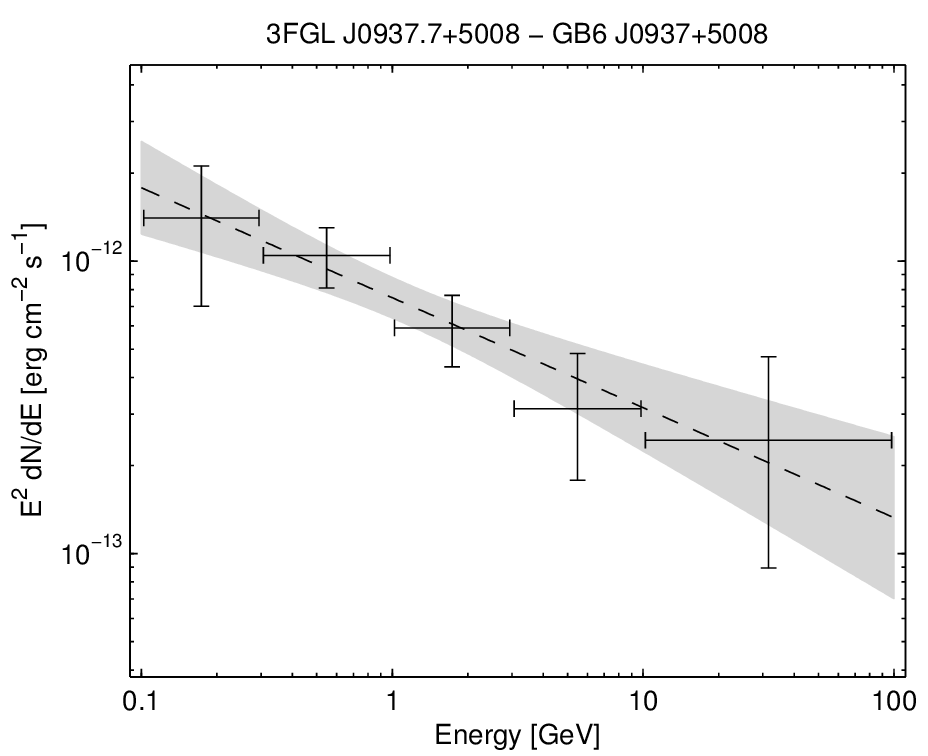 3FGL J0937.7+5008 − GB6 J0937+5008
E² dN/dE [erg cm⁻² s⁻¹]
10⁻¹²
10⁻¹³
0.1 1 10 100
Energy [GeV]